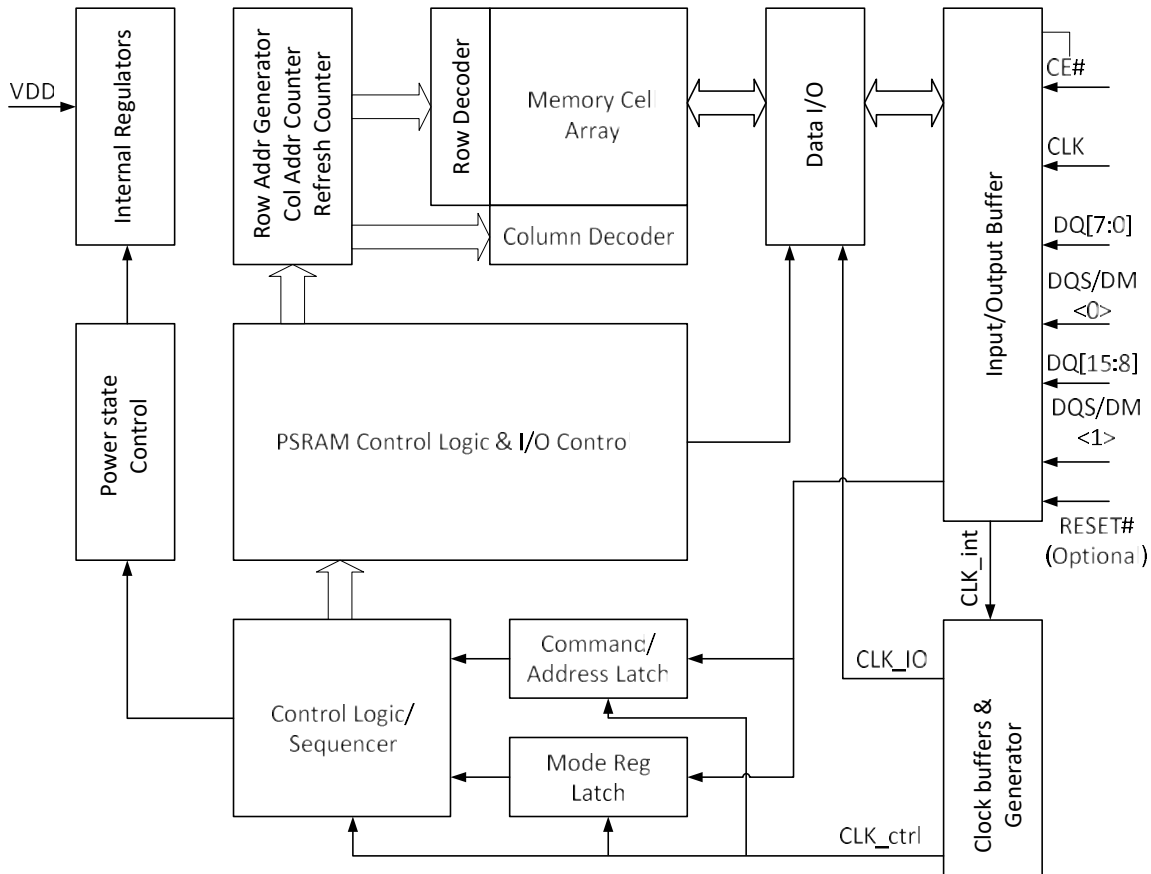 VDD
Internal Regulators
Row Addr Generator
Col Addr Counter
Refresh Counter
Row Decoder
Memory Cel
Array
Column Decoder
Data I/O
Input/Output Buffer
CE#
CLK
DQ[7:0]
DQS/DM
<0>
DQ[15:8]
DQS/DM
<1>
RESET#
(Optional)
Power state
Control
PSRAM Control Logic & I/O Contro
CLK_int
Control Logic/
Sequencer
Command/
Address Latch
Mode Reg
Latch
CLK_IO
CLK_ctrl
Clock buffers &
Generator